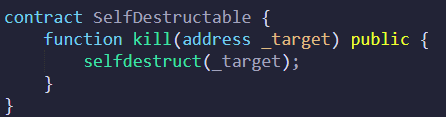 contract SelfDestructable {
    function kill(address _target) public {
        selfdestruct(_target);
    }
}